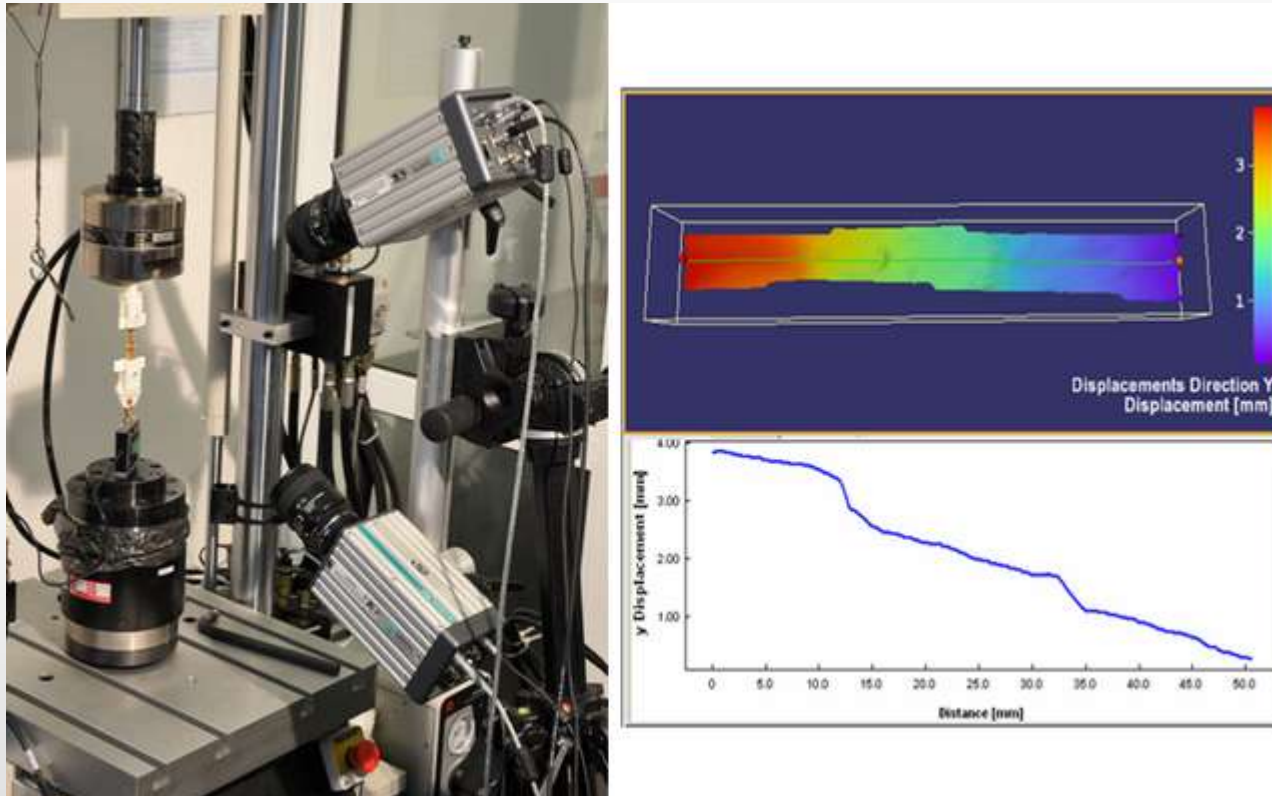 3
2
1
Displacements Direction Y
Displacement [mm]
4.00
3.00
2.00
1.00
y Displacement [mm]
0 5.0 10.0 15.0 20.0 25.0 30.0 35.0 40.0 45.0 50.0
Distance [mm]